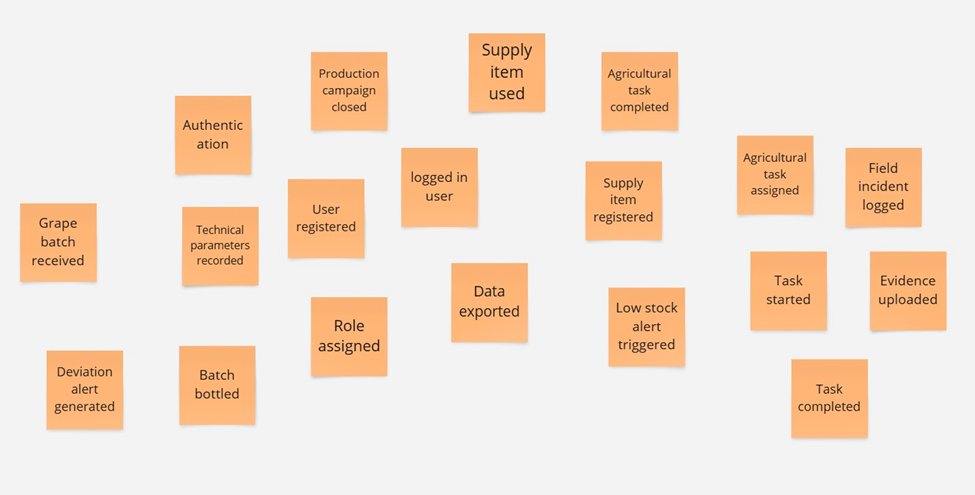 Supply
item
used
Production
campaign
closed
Agricultural
task
completed
Authentic
ation
Agricultural
task
assigned
Field
incident
logged
logged in
user
Supply
item
registered
User
registered
Grape
batch
received
Technical
parameters
recorded
Task
started
Evidence
uploaded
Data
exported
Low stock
alert
triggered
Role
assigned
Deviation
alert
generated
Batch
bottled
Task
completed